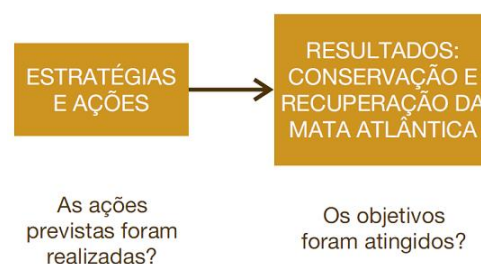 ESTRATÉGIAS
E AÇÕES
RESULTADOS:
CONSERVAÇÃO E
RECUPERAÇÃO DA
MATA ATLÂNTICA
As ações
previstas foram
realizadas?
Os objetivos
foram atingidos?